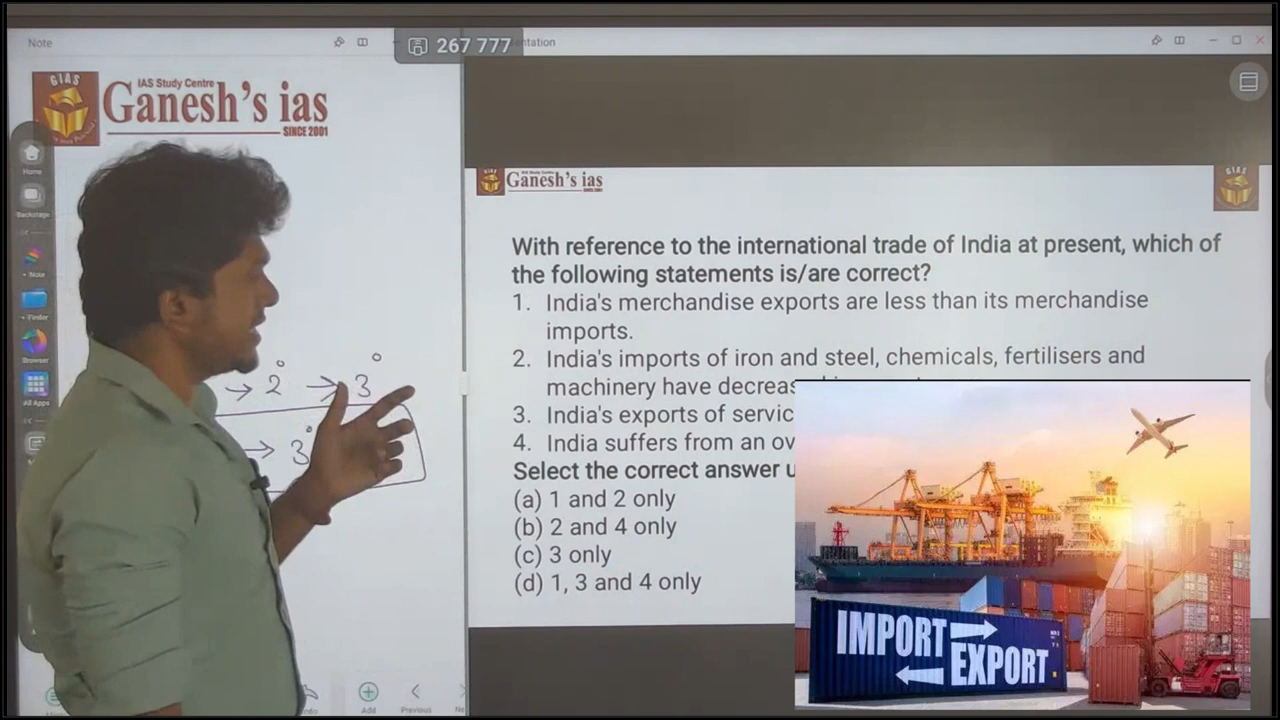 Note
267 777
ntation
GIAS
IAS Study Centre
Ganesh's ias
SINCE 2001
Home
Backstage
Note
Finder
Browser
All Apps
→ 2° → 3°
→ 3°
Add
Previous
Ganesh's ias
SINCE 2001
GIAS
With reference to the international trade of India at present, which of
the following statements is/are correct?
1. India's merchandise exports are less than its merchandise
imports.
2. India's imports of iron and steel, chemicals, fertilisers and
machinery have decrea
3. India's exports of servic
4. India suffers from an ov
Select the correct answer u
(a) 1 and 2 only
(b) 2 and 4 only
(c) 3 only
(d) 1, 3 and 4 only
IMPORT
EXPORT